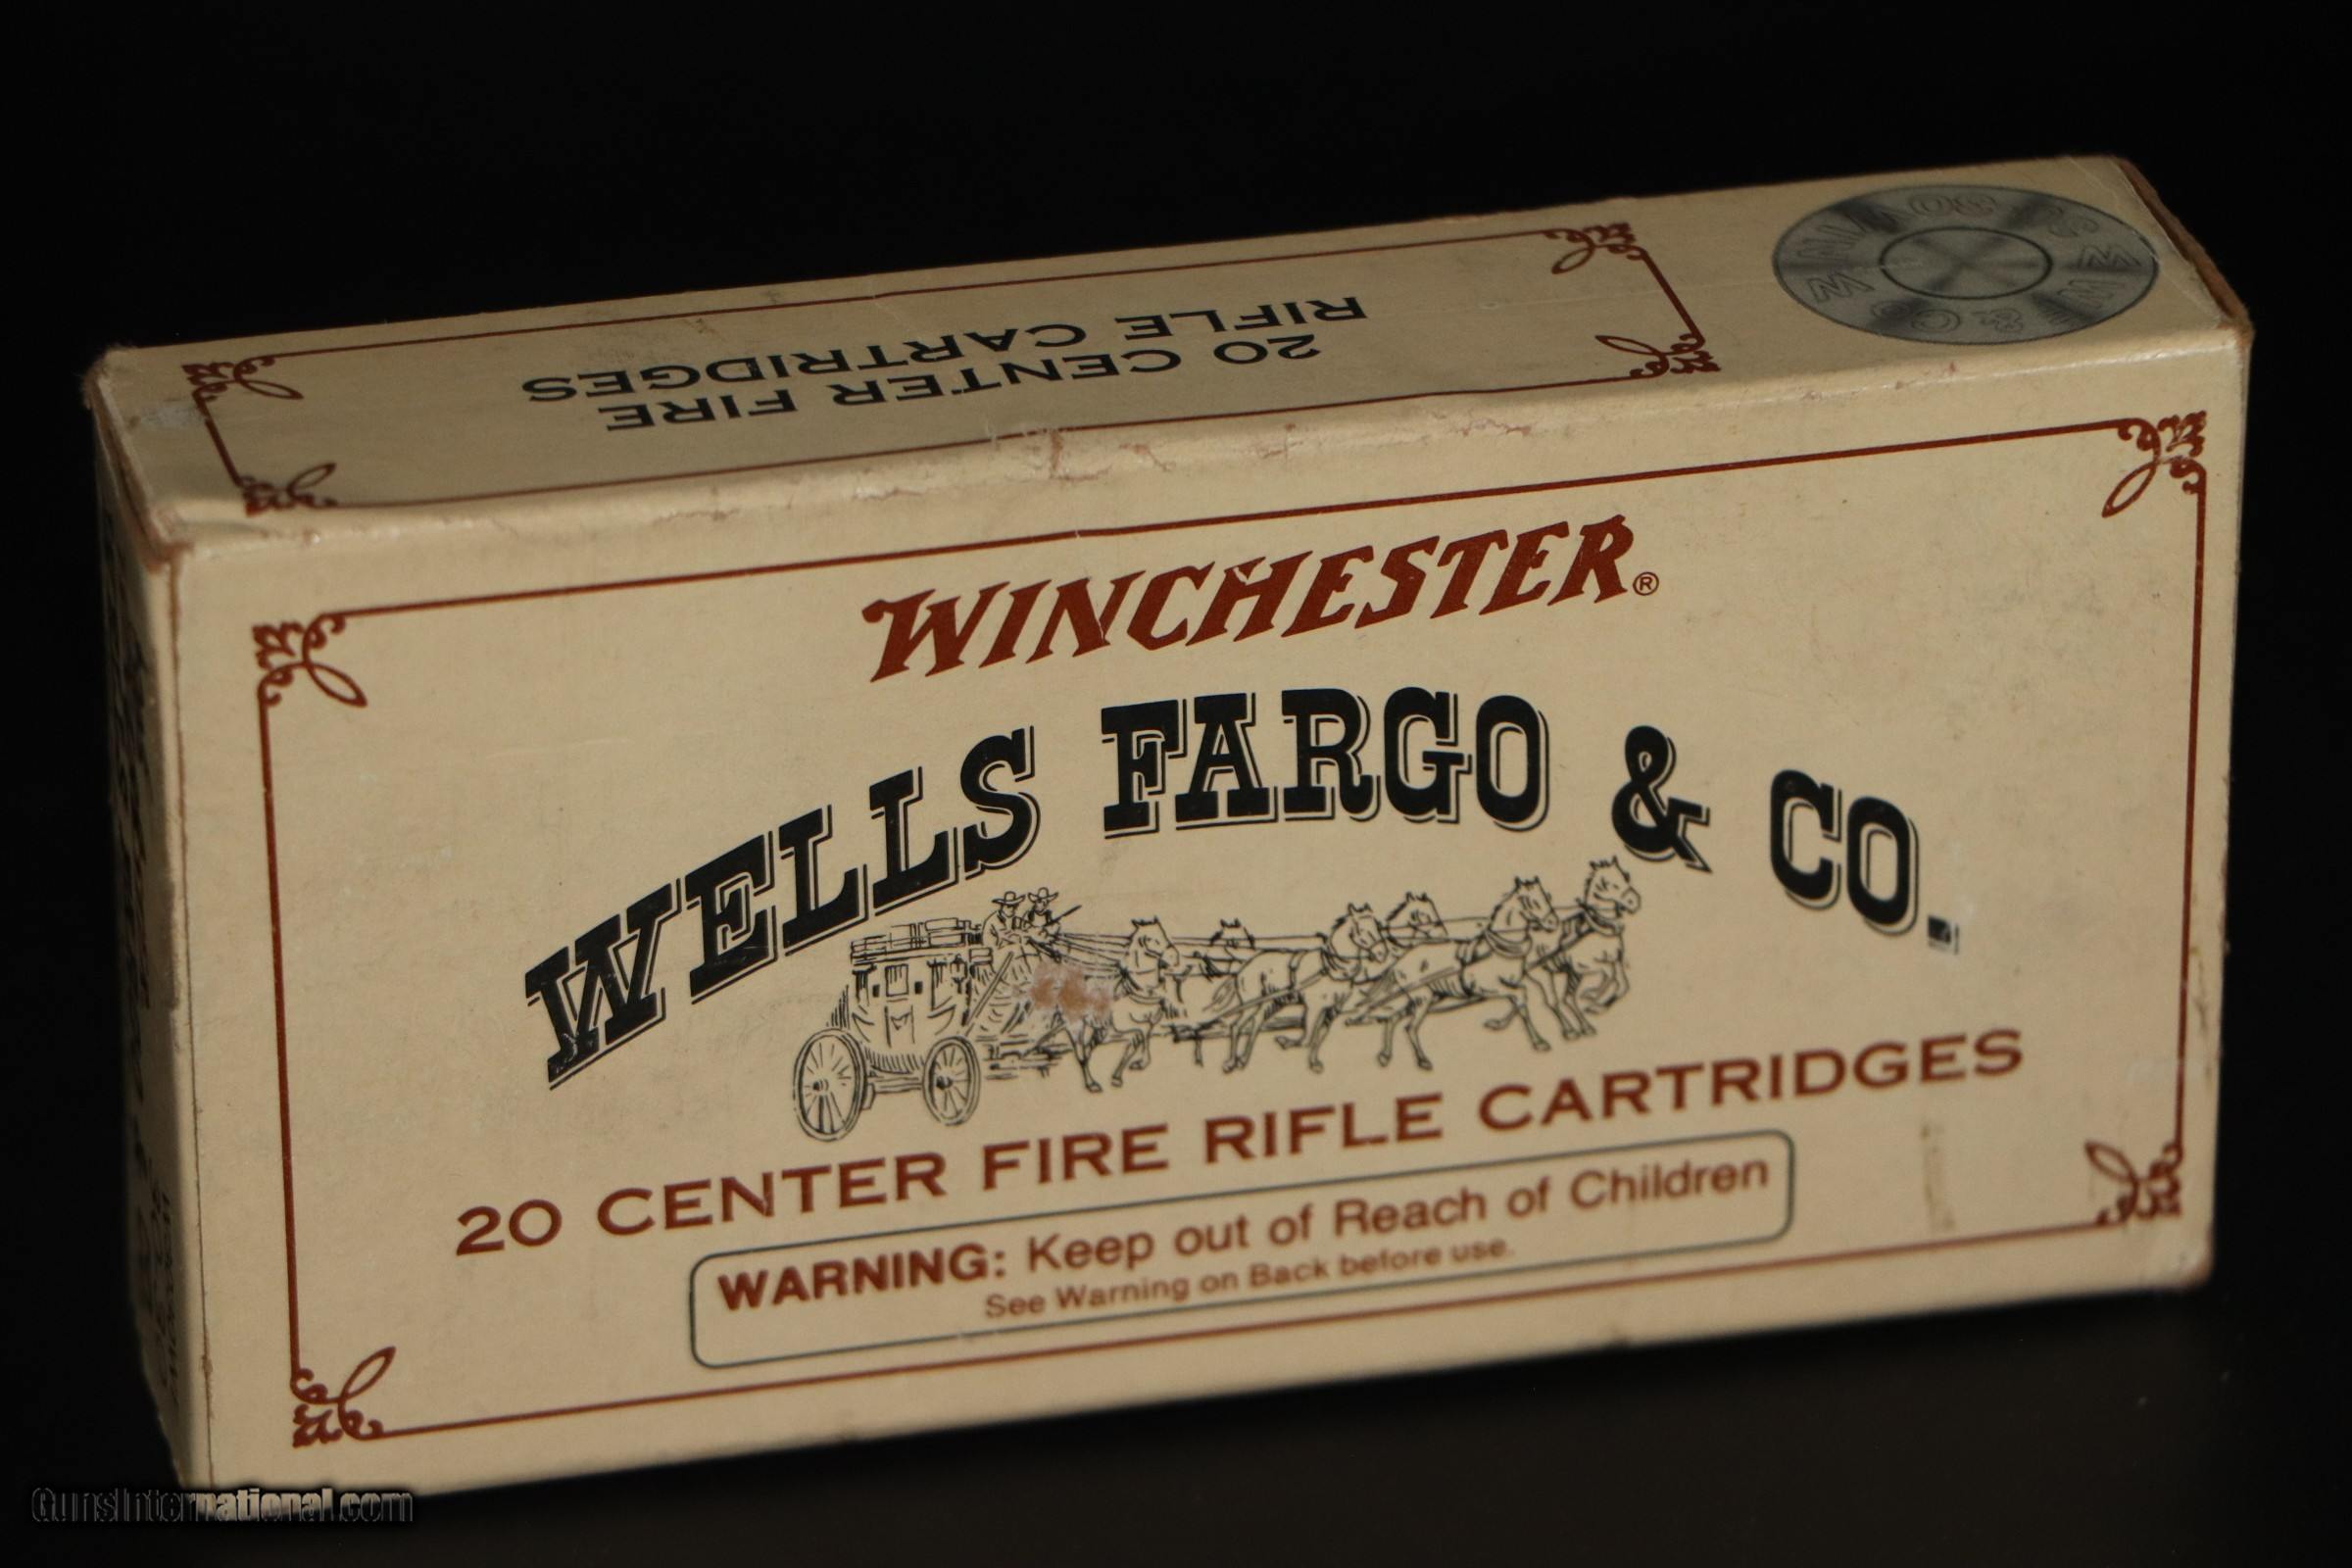 20 CENTER FIRE
RIFLE CARTRIDGES
WINCHESTER®
WELLS FARGO & CO.
20 CENTER FIRE RIFLE CARTRIDGES
WARNING: Keep out of Reach of Children
See Warning on Back before use.
GunsInternational.com